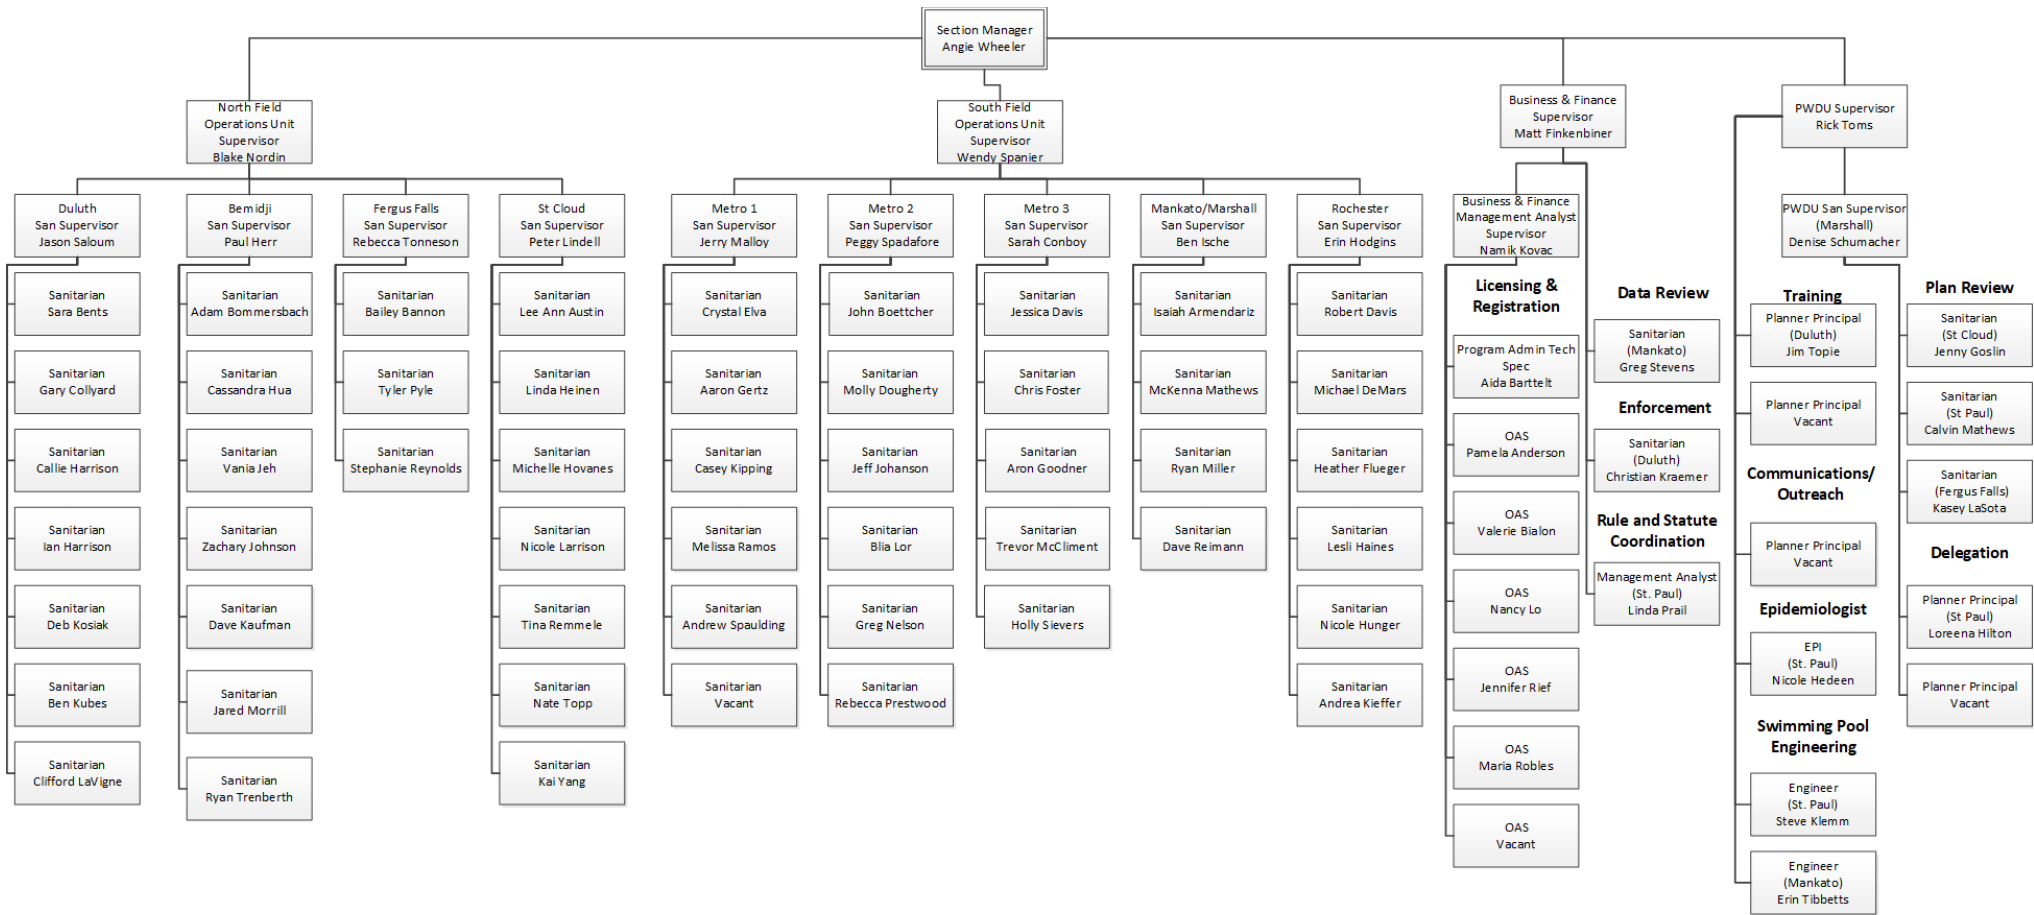 Section Manager
Angie Wheeler
North Field
Operations Unit
Supervisor
Blake Nordin
South Field
Operations Unit
Supervisor
Wendy Spanier
Business & Finance
Supervisor
Matt Finkenbiner
PWDU Supervisor
Rick Toms
Duluth
San Supervisor
Jason Saloum
Sanitarian
Sara Bents
Sanitarian
Gary Collyard
Sanitarian
Callie Harrison
Sanitarian
Ian Harrison
Sanitarian
Deb Kosiak
Sanitarian
Ben Kubes
Sanitarian
Clifford LaVigne
Bemidji
San Supervisor
Paul Herr
Sanitarian
Adam Bommersbach
Sanitarian
Cassandra Hua
Sanitarian
Vania Jeh
Sanitarian
Zachary Johnson
Sanitarian
Dave Kaufman
Sanitarian
Jared Morrill
Sanitarian
Ryan Trenberth
Fergus Falls
San Supervisor
Rebecca Tonneson
Sanitarian
Bailey Bannon
Sanitarian
Tyler Pyle
Sanitarian
Stephanie Reynolds
St Cloud
San Supervisor
Peter Lindell
Sanitarian
Lee Ann Austin
Sanitarian
Linda Heinen
Sanitarian
Michelle Hovanes
Sanitarian
Nicole Larrison
Sanitarian
Tina Remmele
Sanitarian
Nate Topp
Sanitarian
Kai Yang
Metro 1
San Supervisor
Jerry Malloy
Sanitarian
Crystal Elva
Sanitarian
Aaron Gertz
Sanitarian
Casey Kipping
Sanitarian
Melissa Ramos
Sanitarian
Andrew Spaulding
Sanitarian
Vacant
Metro 2
San Supervisor
Peggy Spadafore
Sanitarian
John Boettcher
Sanitarian
Molly Dougherty
Sanitarian
Jeff Johanson
Sanitarian
Blia Lor
Sanitarian
Greg Nelson
Sanitarian
Rebecca Prestwood
Metro 3
San Supervisor
Sarah Conboy
Sanitarian
Jessica Davis
Sanitarian
Chris Foster
Sanitarian
Aron Goodner
Sanitarian
Trevor McCliment
Sanitarian
Holly Sievers
Mankato/Marshall
San Supervisor
Ben Ische
Sanitarian
Isaiah Armendariz
Sanitarian
McKenna Mathews
Sanitarian
Ryan Miller
Sanitarian
Dave Reimann
Rochester
San Supervisor
Erin Hodgins
Sanitarian
Robert Davis
Sanitarian
Michael DeMars
Sanitarian
Heather Flueger
Sanitarian
Lesli Haines
Sanitarian
Nicole Hunger
Sanitarian
Andrea Kieffer
Business & Finance
Management Analyst
Supervisor
Namik Kovac
Licensing &
Registration
Program Admin Tech
Spec
Aida Barttelt
OAS
Pamela Anderson
OAS
Valerie Bialon
OAS
Nancy Lo
OAS
Jennifer Rief
OAS
Maria Robles
OAS
Vacant
Data Review
Sanitarian
(Mankato)
Greg Stevens
Enforcement
Sanitarian
(Duluth)
Christian Kraemer
Rule and Statute
Coordination
Management Analyst
(St. Paul)
Linda Prail
PWDU San Supervisor
(Marshall)
Denise Schumacher
Training
Planner Principal
(Duluth)
Jim Topie
Planner Principal
Vacant
Communications/
Outreach
Planner Principal
Vacant
Epidemiologist
EPI
(St. Paul)
Nicole Hedeen
Swimming Pool
Engineering
Engineer
(St. Paul)
Steve Klemm
Engineer
(Mankato)
Erin Tibbetts
Plan Review
Sanitarian
(St Cloud)
Jenny Goslin
Sanitarian
(St Paul)
Calvin Mathews
Sanitarian
(Fergus Falls)
Kasey LaSota
Delegation
Planner Principal
(St Paul)
Loreena Hilton
Planner Principal
Vacant